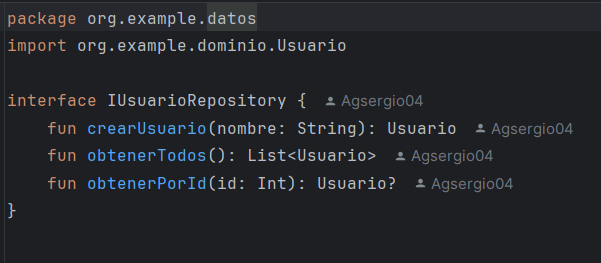 package org.example.datos
import org.example.dominio.Usuario
interface IUsuarioRepository { Agsergio04
fun crearUsuario(nombre: String): Usuario Agsergio04
fun obtenerTodos(): List<Usuario> Agsergio04
fun obtenerPorId(id: Int): Usuario? Agsergio04
}